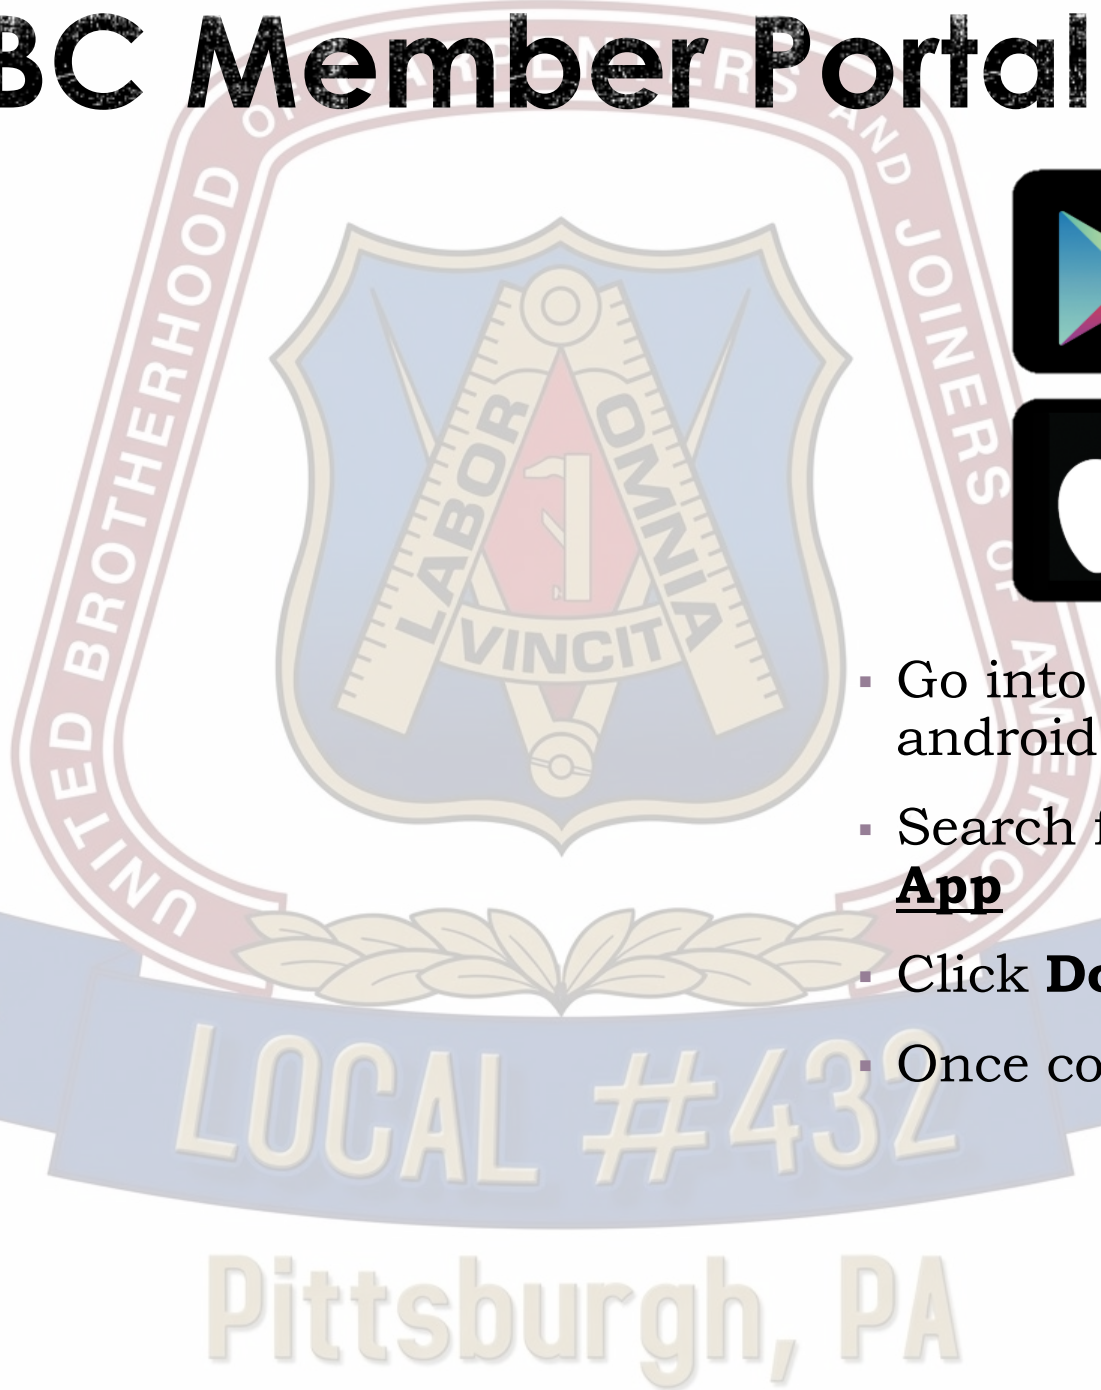 BC Member Portal
UNITED BROTHERHOOD OF CARPENTERS AND JOINERS OF AMERICA
LABOR
OMNIA
VINCIT
Go into
android
Search f
App
Click Do
Once co
LOCAL #432
Pittsburgh, PA